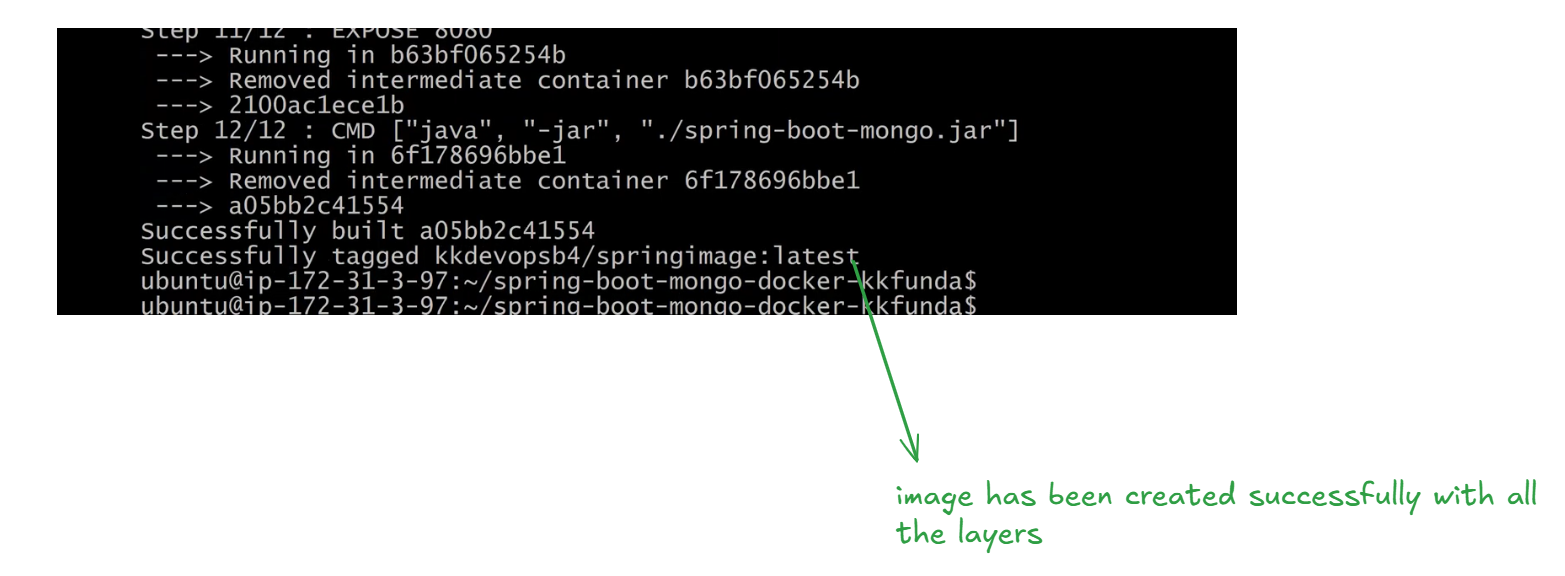 Step 11/12 : EXPOSE 8080
 ---> Running in b63bf065254b
 ---> Removed intermediate container b63bf065254b
 ---> 2100ac1ece1b
Step 12/12 : CMD ["java", "-jar", "./spring-boot-mongo.jar"]
 ---> Running in 6f178696bbe1
 ---> Removed intermediate container 6f178696bbe1
 ---> a05bb2c41554
Successfully built a05bb2c41554
Successfully tagged kkdevopsb4/springimage:latest
ubuntu@ip-172-31-3-97:~/spring-boot-mongo-docker-kkfunda$
ubuntu@ip-172-31-3-97:~/spring-boot-mongo-docker-kkfunda$
image has been created successfully with all
the layers